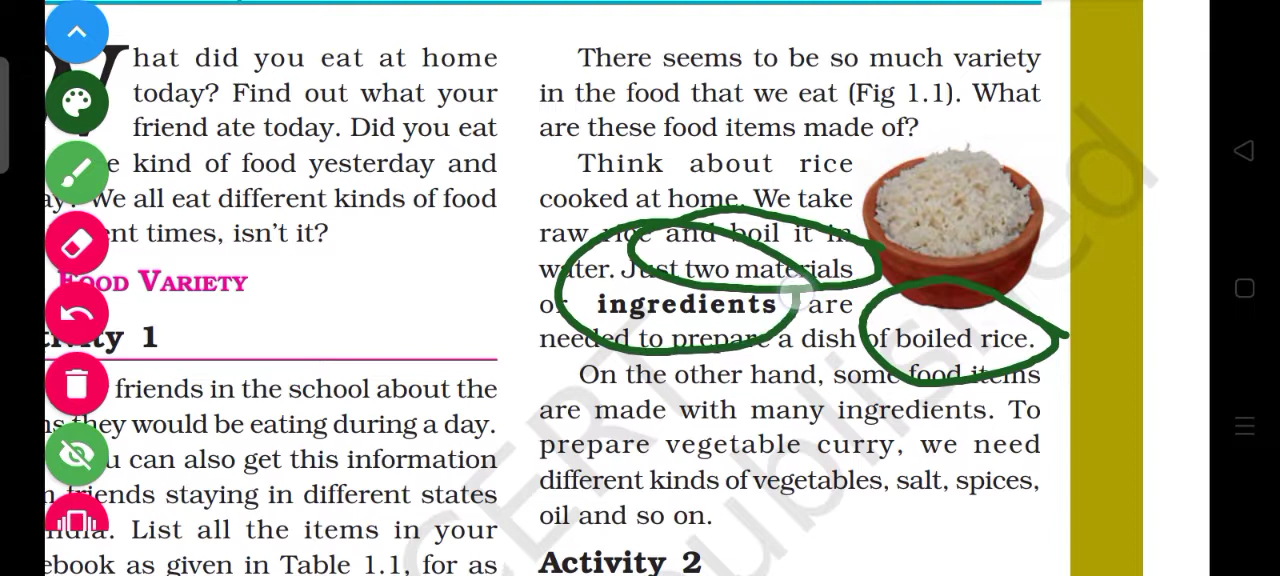 What did you eat at home
today? Find out what your
friend ate today. Did you eat
kind of food yesterday and
We all eat different kinds of food
times, isn't it?
FOOD VARIETY
1
friends in the school about the
they would be eating during a day.
can also get this information
friends staying in different states
List all the items in your
as given in Table 1.1, for as
There seems to be so much variety
in the food that we eat (Fig 1.1). What
are these food items made of?
Think about rice
cooked at home. We take
raw rice and boil it in
water. Just two materials
or ingredients are
needed to prepare a dish of boiled rice.
On the other hand, some food items
are made with many ingredients. To
prepare vegetable curry, we need
different kinds of vegetables, salt, spices,
oil and so on.
Activity 2